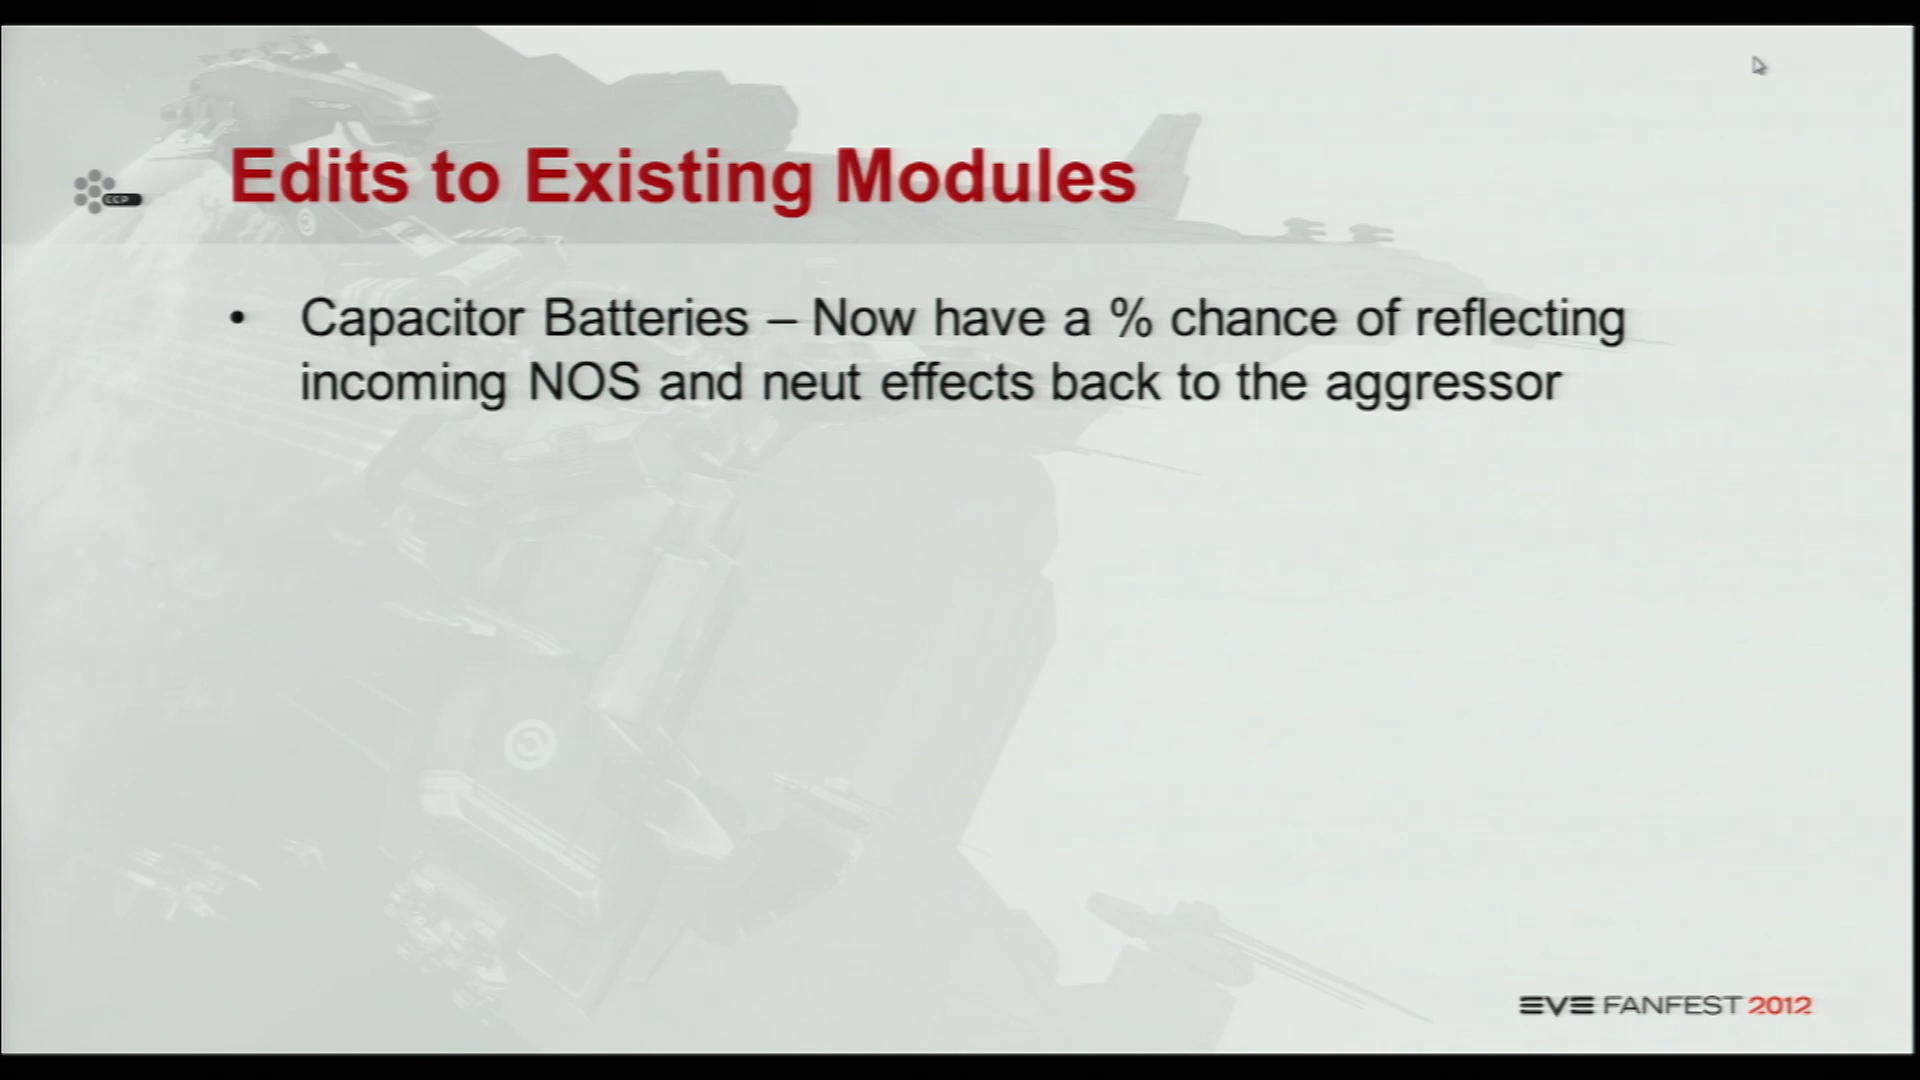 Edits to Existing Modules
CCP
• Capacitor Batteries – Now have a % chance of reflecting
incoming NOS and neut effects back to the aggressor
EVE FANFEST 2012